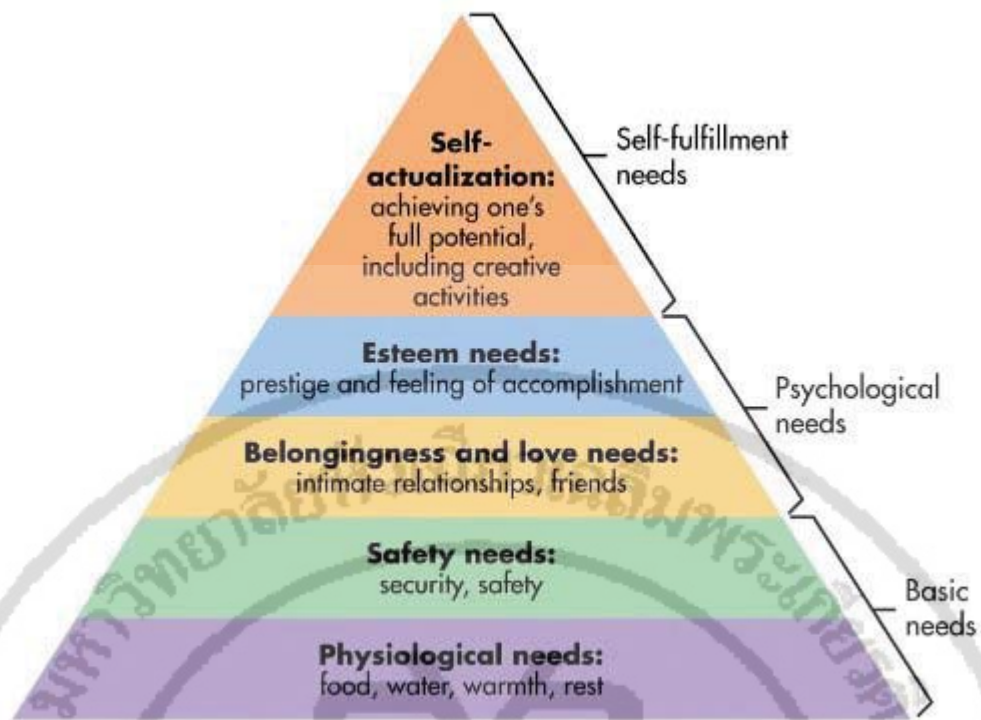 Self-
actualization:
achieving one's
full potential,
including creative
activities
Self-fulfillment
needs
Esteem needs:
prestige and feeling of accomplishment
Psychological
needs
Belongingness and love needs:
intimate relationships, friends
Safety needs:
security, safety
Basic
needs
Physiological needs:
food, water, warmth, rest